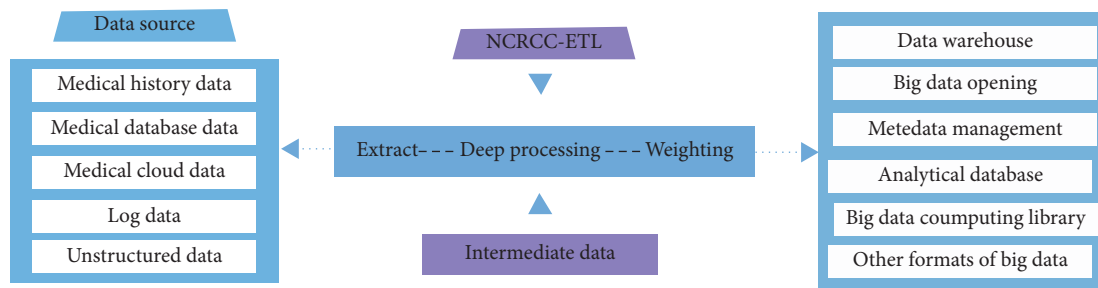 Data source
Medical history data
Medical database data
Medical cloud data
Log data
Unstructured data
NCRCC-ETL
Extract– – – Deep processing – – – Weighting
Intermediate data
Data warehouse
Big data opening
Metedata management
Analytical database
Big data coumputing library
Other formats of big data